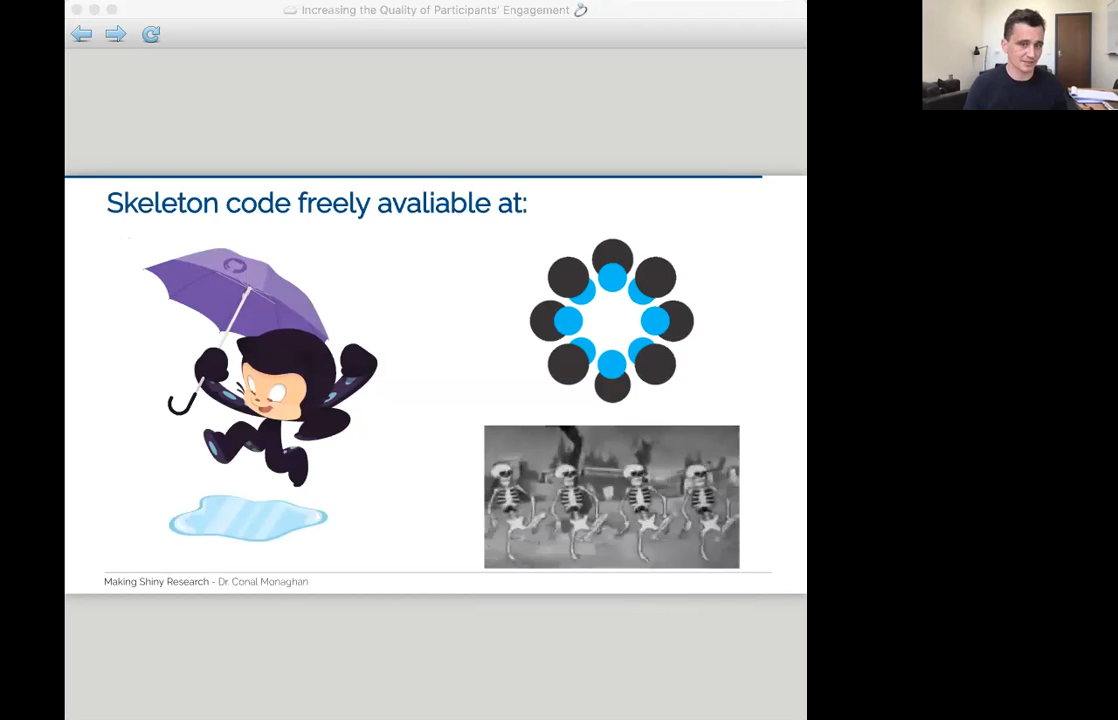 Increasing the Quality of Participants' Engagement
Skeleton code freely avaliable at:
Making Shiny Research - Dr. Conal Monaghan